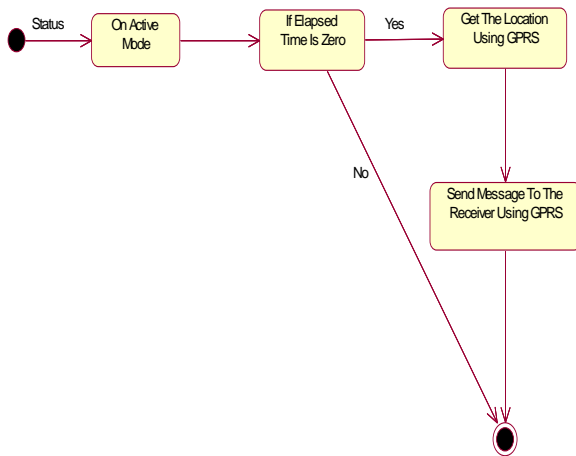 Status
On Active
Mode
If Elapsed
Time Is Zero
Yes
Get The Location
Using GPRS
No
Send Message To The
Receiver Using GPRS